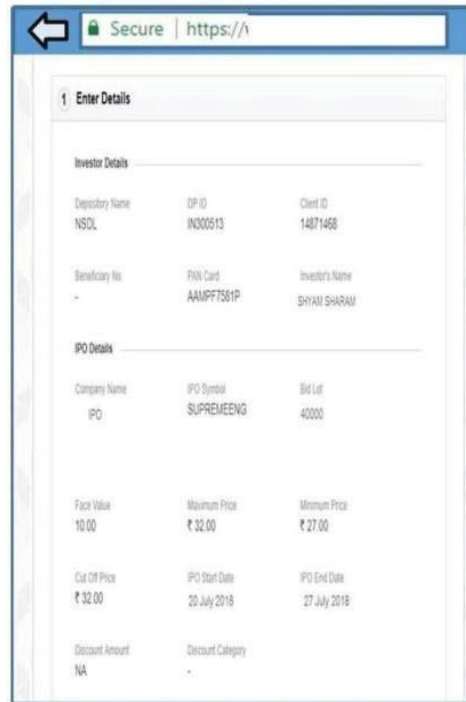 Secure | https://
1 Enter Details
Investor Details
Depository Name DP ID Client ID
NSDL IN300513 14871468
Beneficiary No. PAN Card Investor's Name
- AAMPF7581P SHYAM SHARAM
IPO Details
Company Name IPO Symbol Bid Lot
IPO SUPREMEENG 40000
Face Value Maximum Price Minimum Price
10.00 ₹ 32.00 ₹ 27.00
Cut Off Price IPO Start Date IPO End Date
₹ 32.00 20 July 2018 27 July 2018
Discount Amount Discount Category
NA -